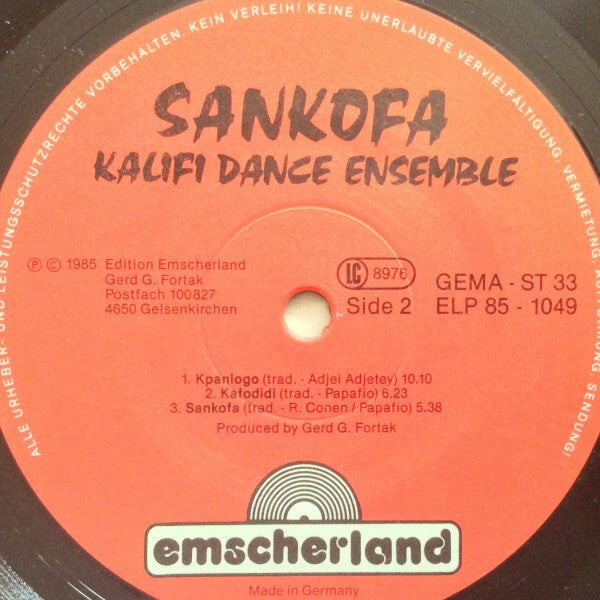 ALLE URHEBER- UND LEISTUNGSSCHUTZRECHTE VORBEHALTEN. KEIN VERLEIH! KEINE UNERLAUBTE VERVIELFÄLTIGUNG, VERMIETUNG, AUFFÜHRUNG, SENDUNG!
SANKOFA
KALIFI DANCE ENSEMBLE
Ⓟ © 1985 Edition Emscherland
Gerd G. Fortak
Postfach 100827
4650 Gelsenkirchen
LC 8976
GEMA - ST 33
Side 2
ELP 85 - 1049
1. Kpanlogo (trad. - Adjei Adjetey) 10.10
2. Kafodidi (trad. - Papafio) 6.23
3. Sankofa (trad. - R. Conen / Papafio) 5.38
Produced by Gerd G. Fortak
emscherland
Made in Germany